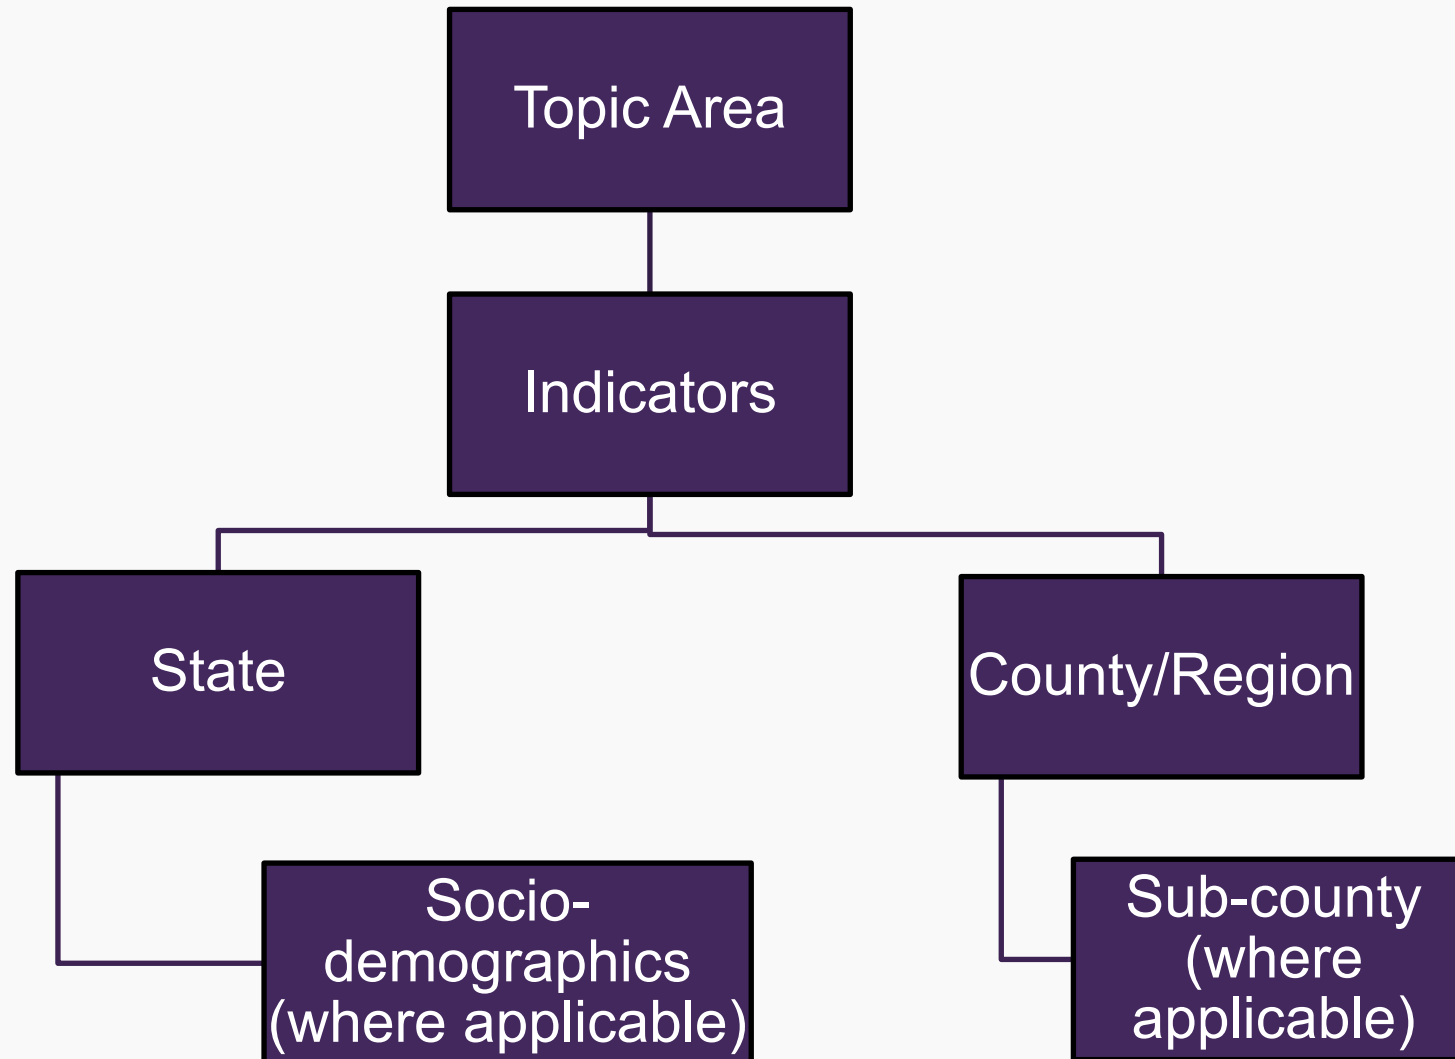 Topic Area
Indicators
State
County/Region
Socio-
demographics
(where applicable)
Sub-county
(where
applicable)